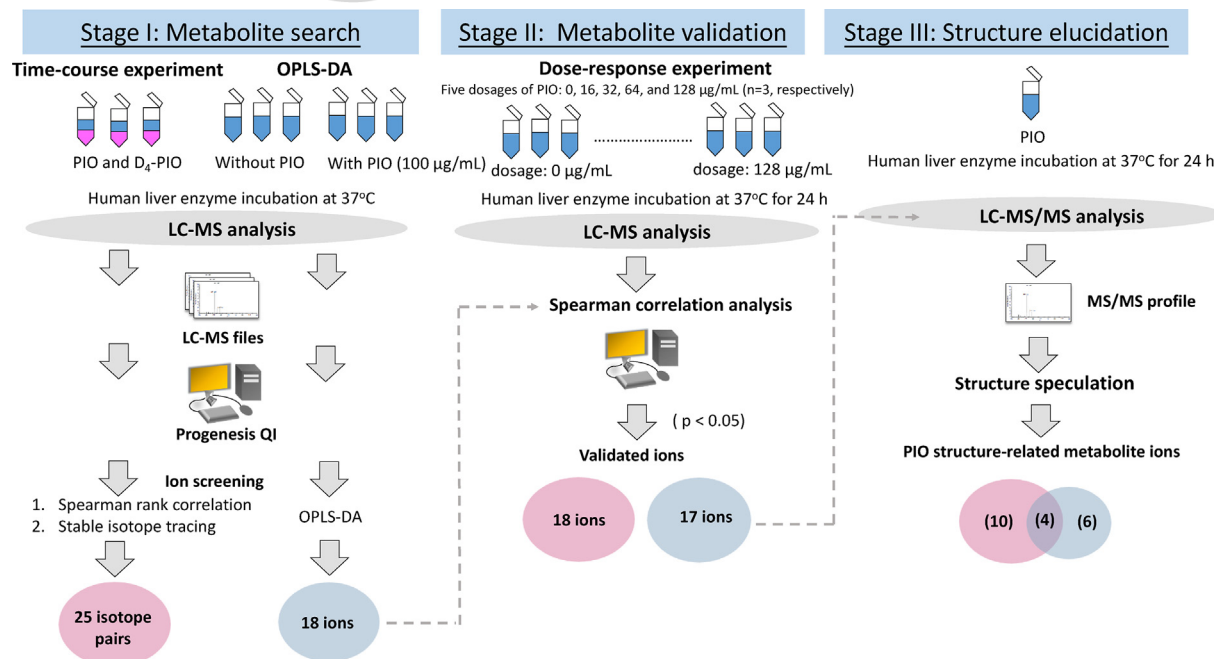 Stage I: Metabolite search
Time-course experiment
OPLS-DA
PIO and D4-PIO
Without PIO
With PIO (100 µg/mL)
Human liver enzyme incubation at 37°C
LC-MS analysis
LC-MS files
Progenesis QI
Ion screening
1. Spearman rank correlation
2. Stable isotope tracing
OPLS-DA
25 isotope
pairs
18 ions
Stage II: Metabolite validation
Dose-response experiment
Five dosages of PIO: 0, 16, 32, 64, and 128 µg/mL (n=3, respectively)
dosage: 0 µg/mL
dosage: 128 µg/mL
Human liver enzyme incubation at 37°C for 24 h
LC-MS analysis
Spearman correlation analysis
( p < 0.05)
Validated ions
18 ions
17 ions
Stage III: Structure elucidation
PIO
Human liver enzyme incubation at 37°C for 24 h
LC-MS/MS analysis
MS/MS profile
Structure speculation
PIO structure-related metabolite ions
(10)
(4)
(6)